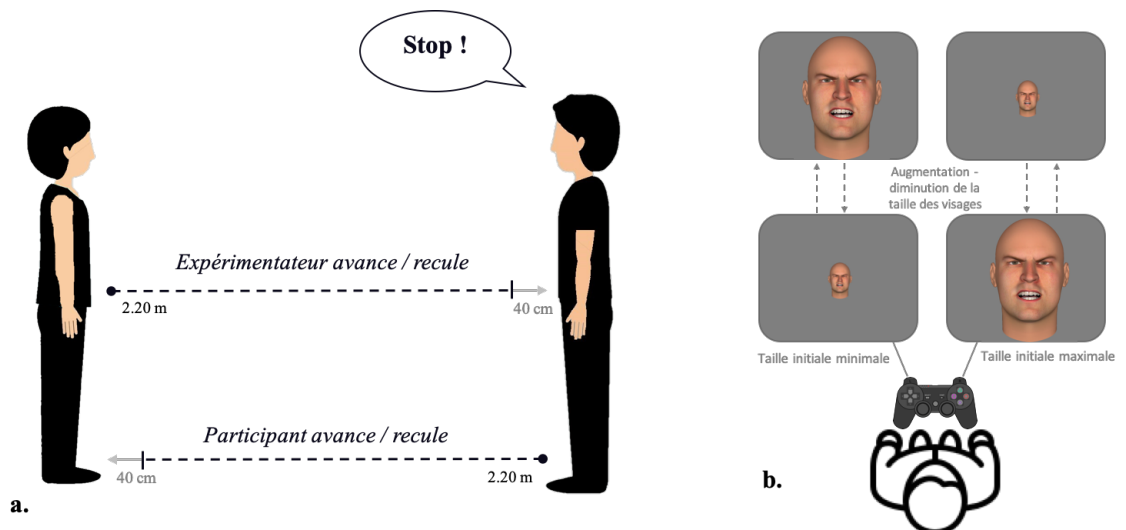 Stop !
Expérimentateur avance / recule
2.20 m
40 cm
Participant avance / recule
40 cm
2.20 m
a.
Augmentation -
diminution de la
taille des visages
Taille initiale minimale
Taille initiale maximale
b.